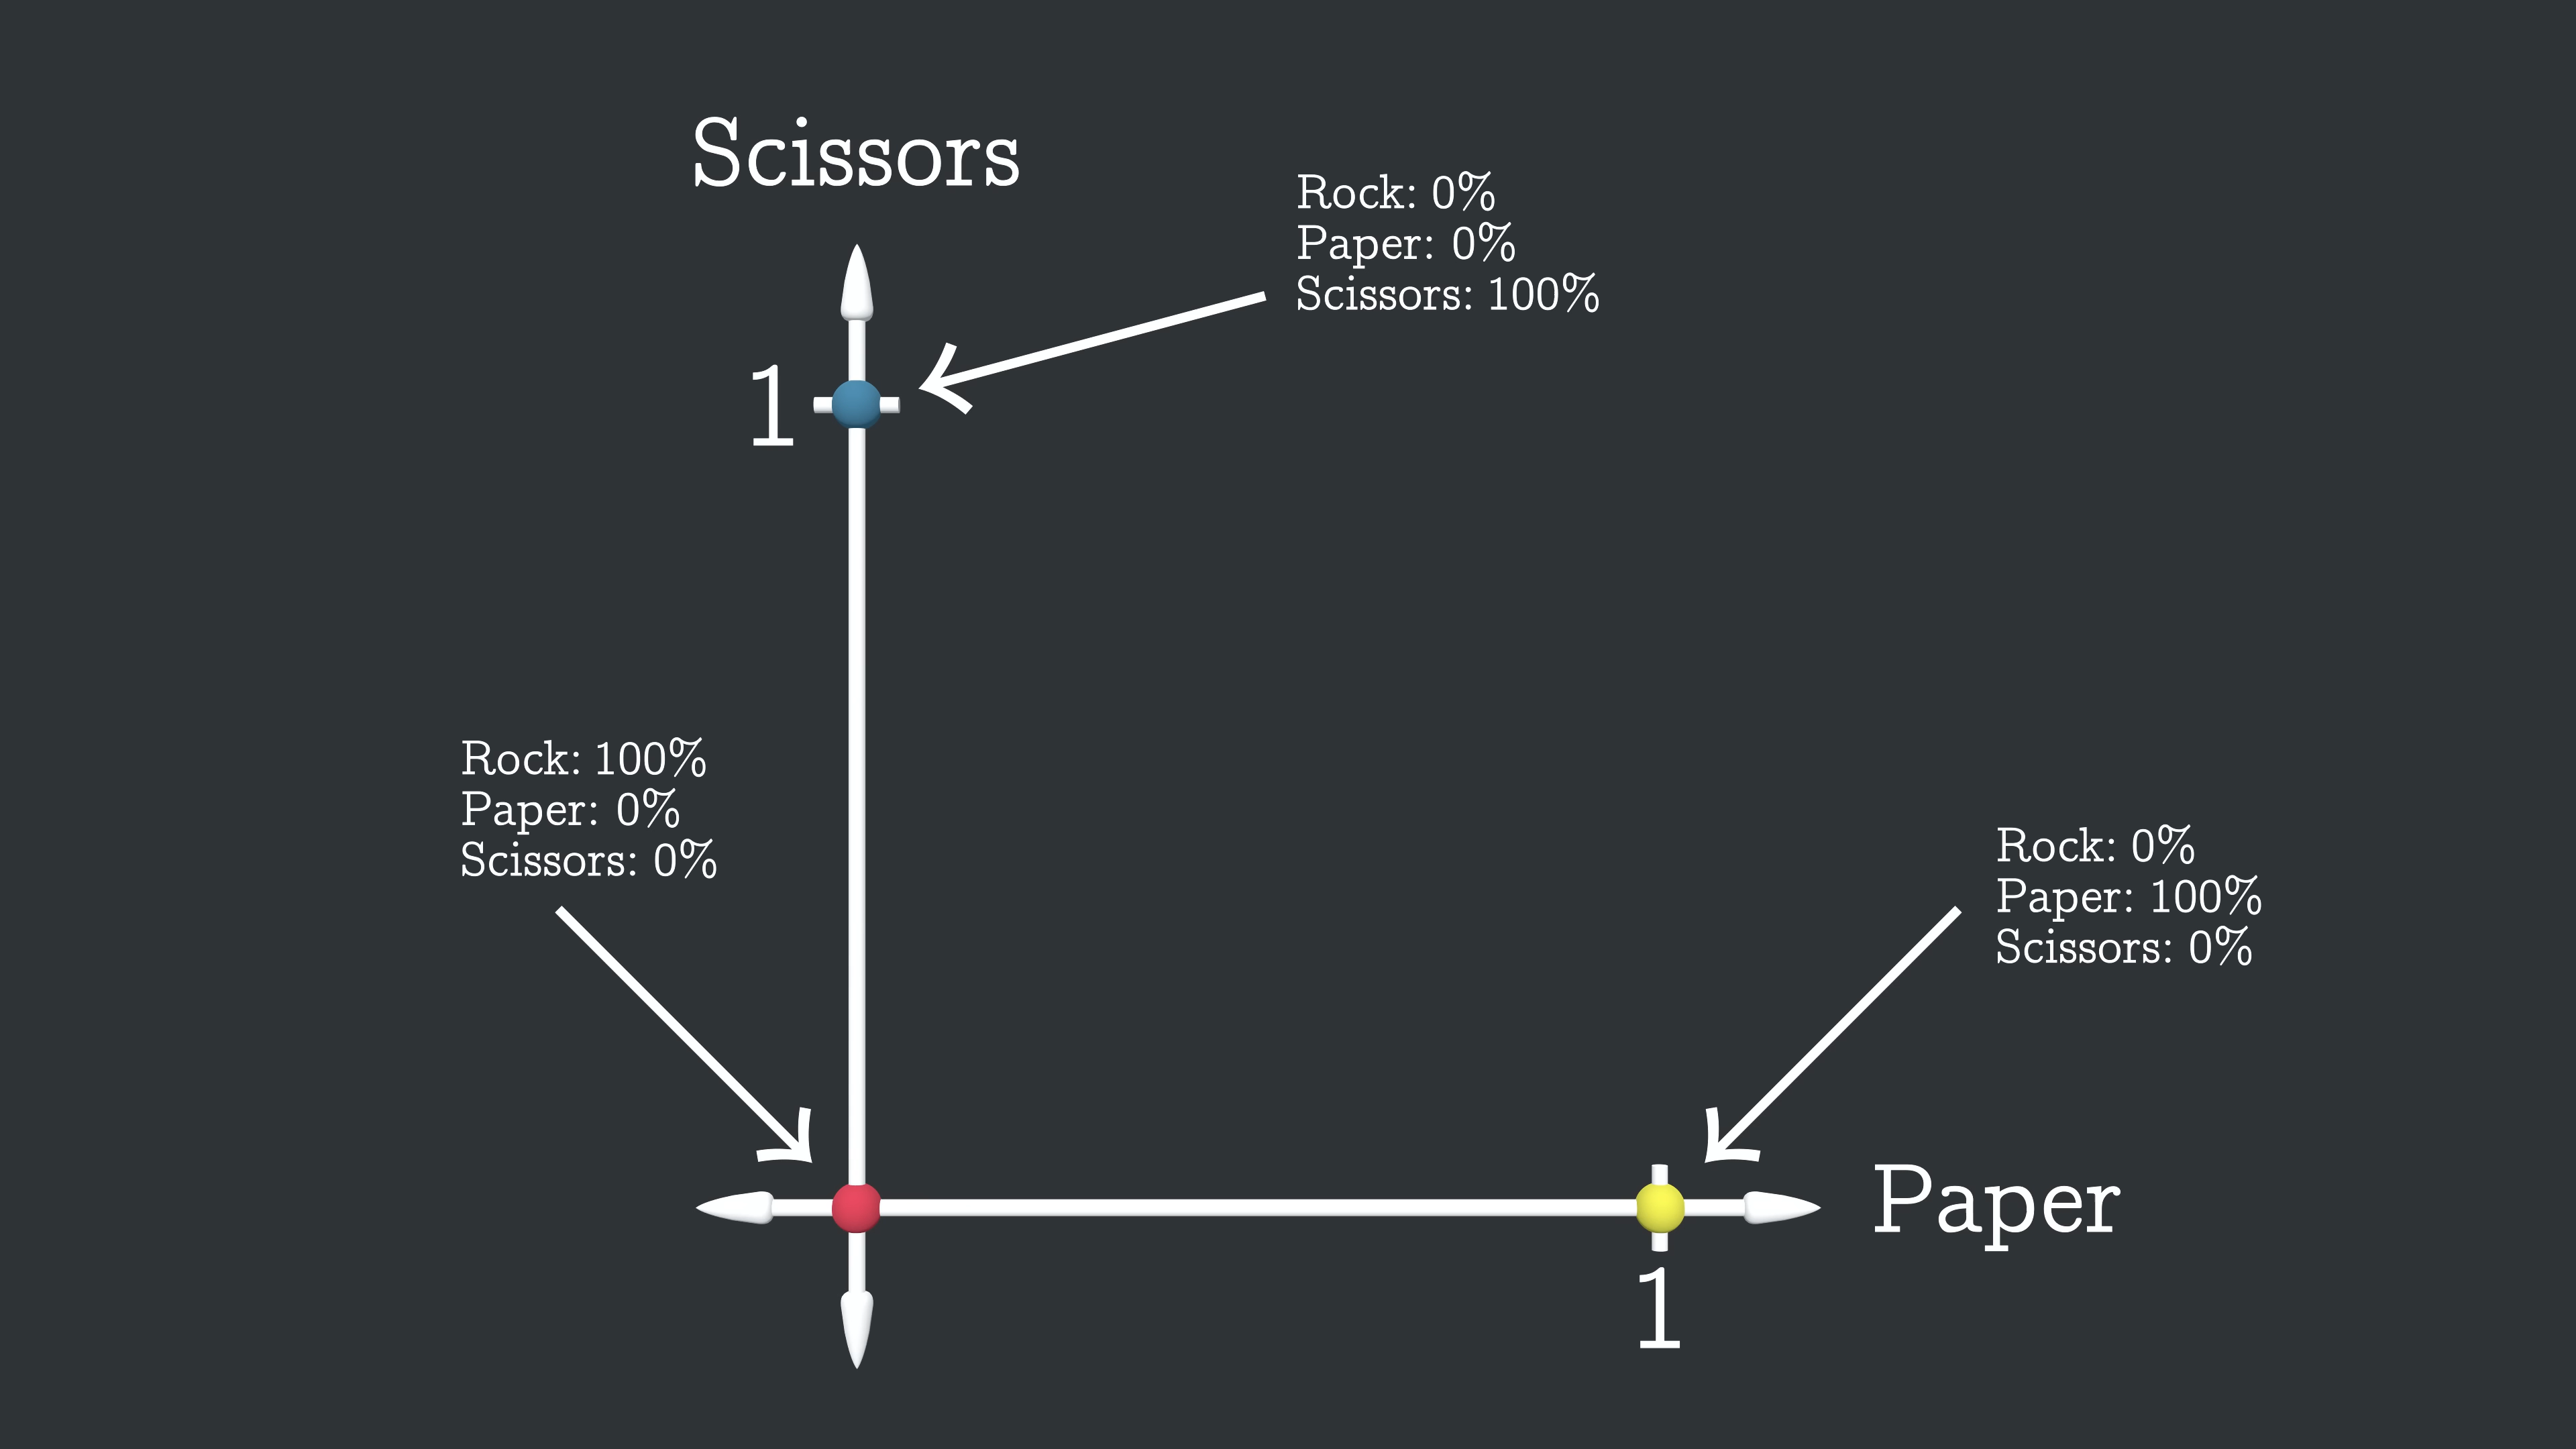 Scissors
Rock: 0%
Paper: 0%
Scissors: 100%
1
Rock: 100%
Paper: 0%
Scissors: 0%
Rock: 0%
Paper: 100%
Scissors: 0%
Paper
1